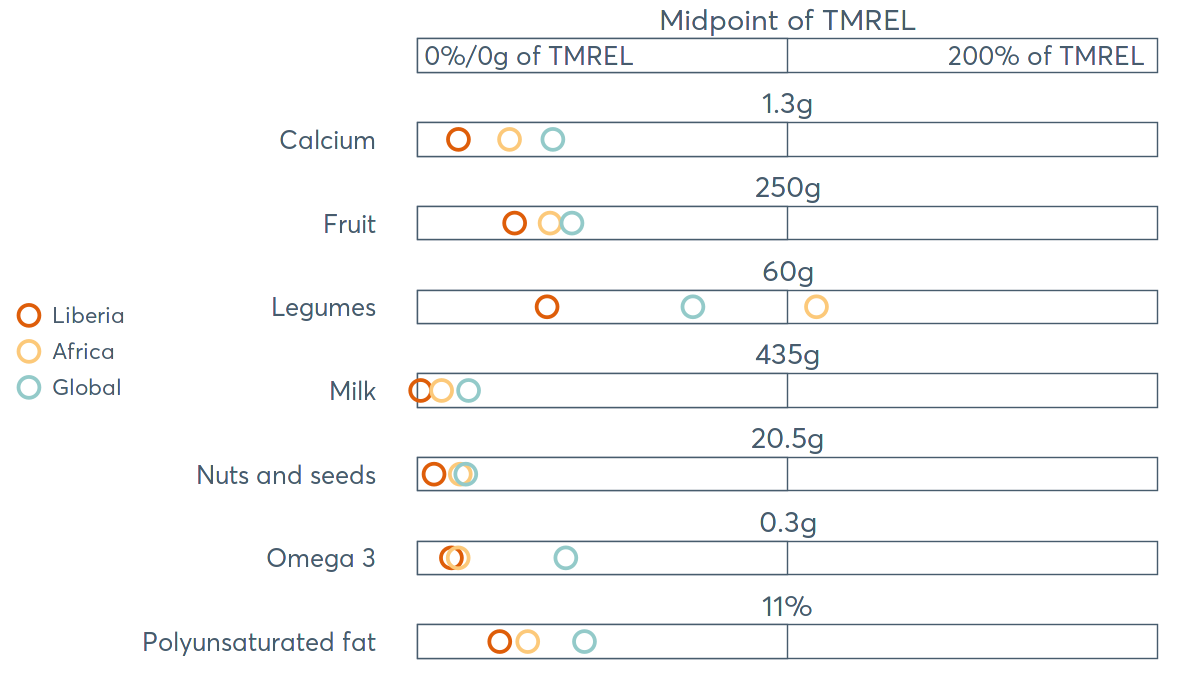 Midpoint of TMREL
0%/0g of TMREL
200% of TMREL
1.3g
Calcium
250g
Fruit
60g
Legumes
435g
Milk
20.5g
Nuts and seeds
0.3g
Omega 3
11%
Polyunsaturated fat
Liberia
Africa
Global